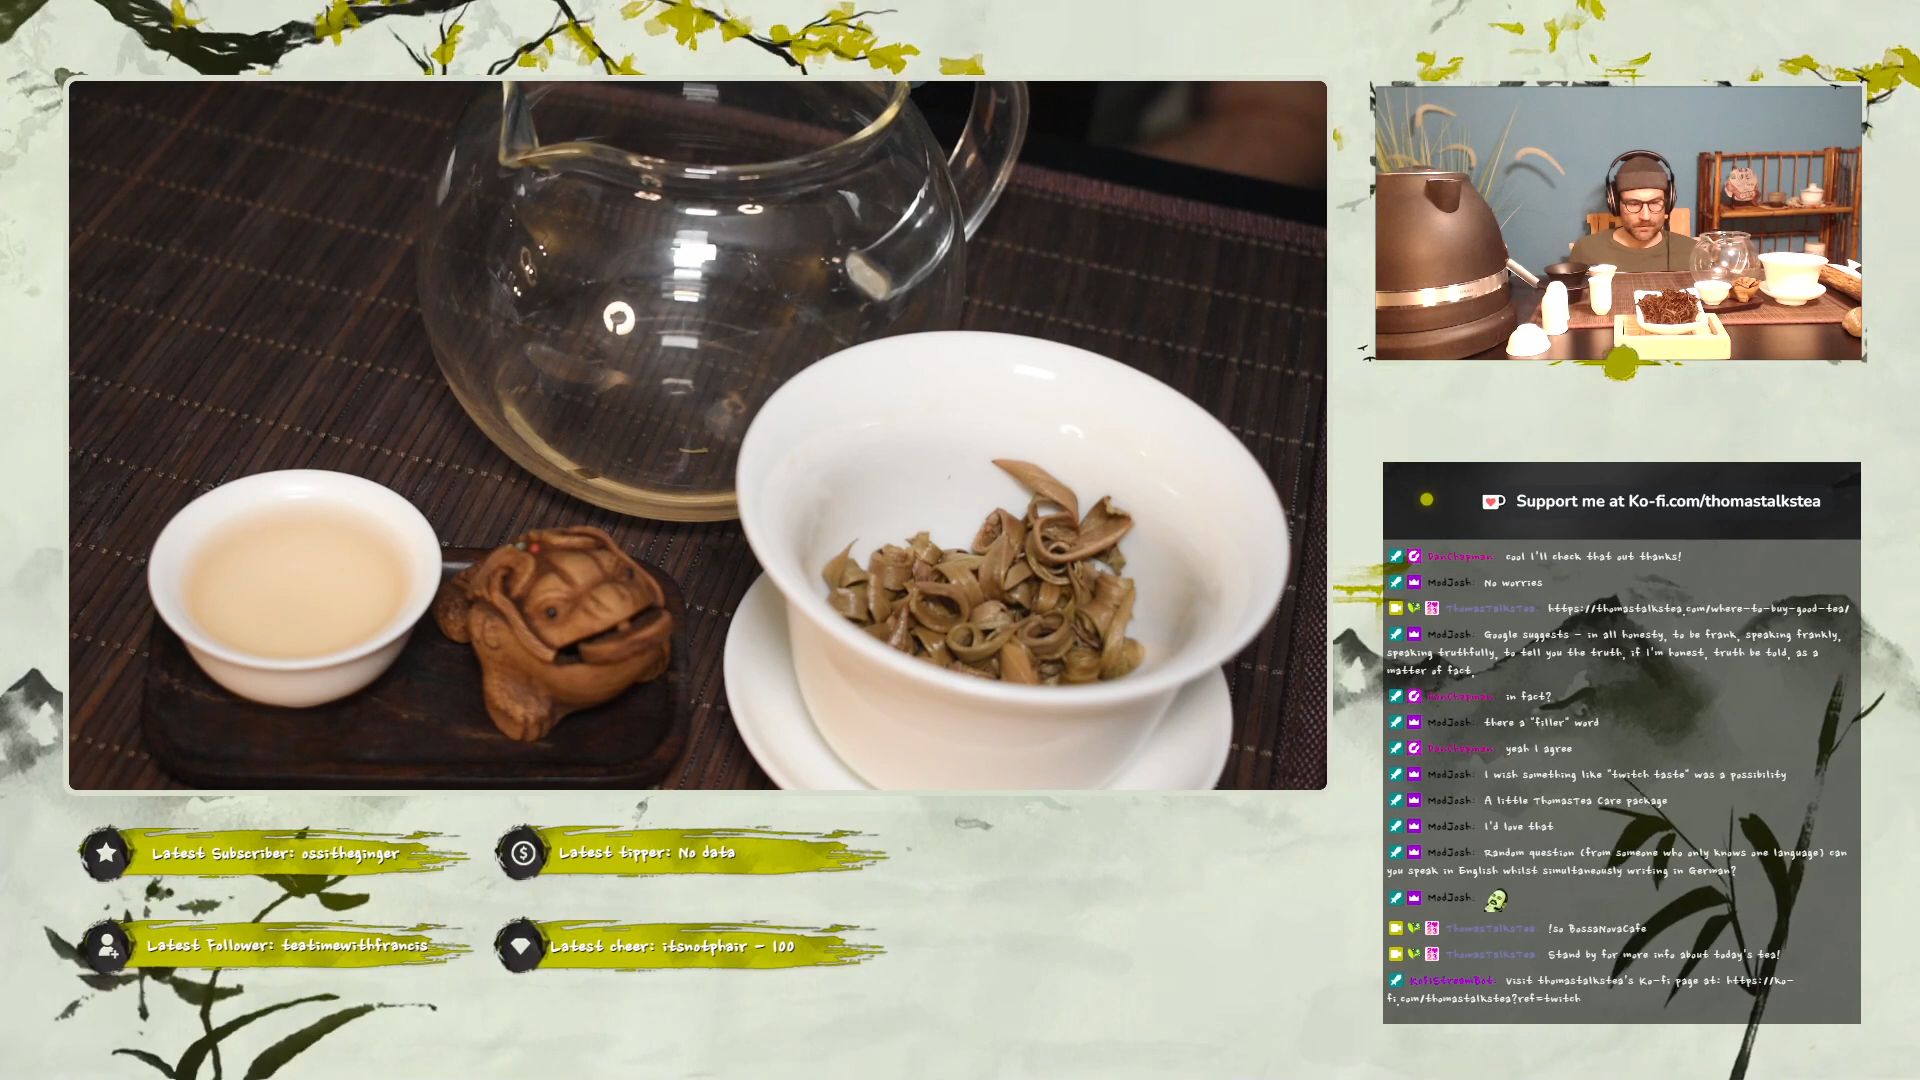 Support me at Ko-fi.com/thomastalkstea
DanChapman: cool I'll check that out thanks!
ModJosh: No worries
ThomasTalksTea: https://thomastalkstea.com/where-to-buy-good-tea/
ModJosh: Google suggests - in all honesty, to be frank, speaking frankly,
speaking truthfully, to tell you the truth, if I'm honest, truth be told, as a
matter of fact.
DanChapman: in fact?
ModJosh: there a "filler" word
DanChapman: yeah I agree
ModJosh: I wish something like "twitch taste" was a possibility
ModJosh: A little ThomasTea Care package
ModJosh: I'd love that
ModJosh: Random question (from someone who only knows one language) can
you speak in English whilst simultaneously writing in German?
ModJosh:
ThomasTalksTea: !so BossaNovaCafe
ThomasTalksTea: Stand by for more info about today's tea!
KofiStreamBot: Visit thomastalkstea's Ko-fi page at: https://ko-
fi.com/thomastalkstea?ref=twitch
Latest Subscriber: ossitheginger
Latest tipper: No data
Latest Follower: teatimewithfrancis
Latest cheer: itsnotphair - 100